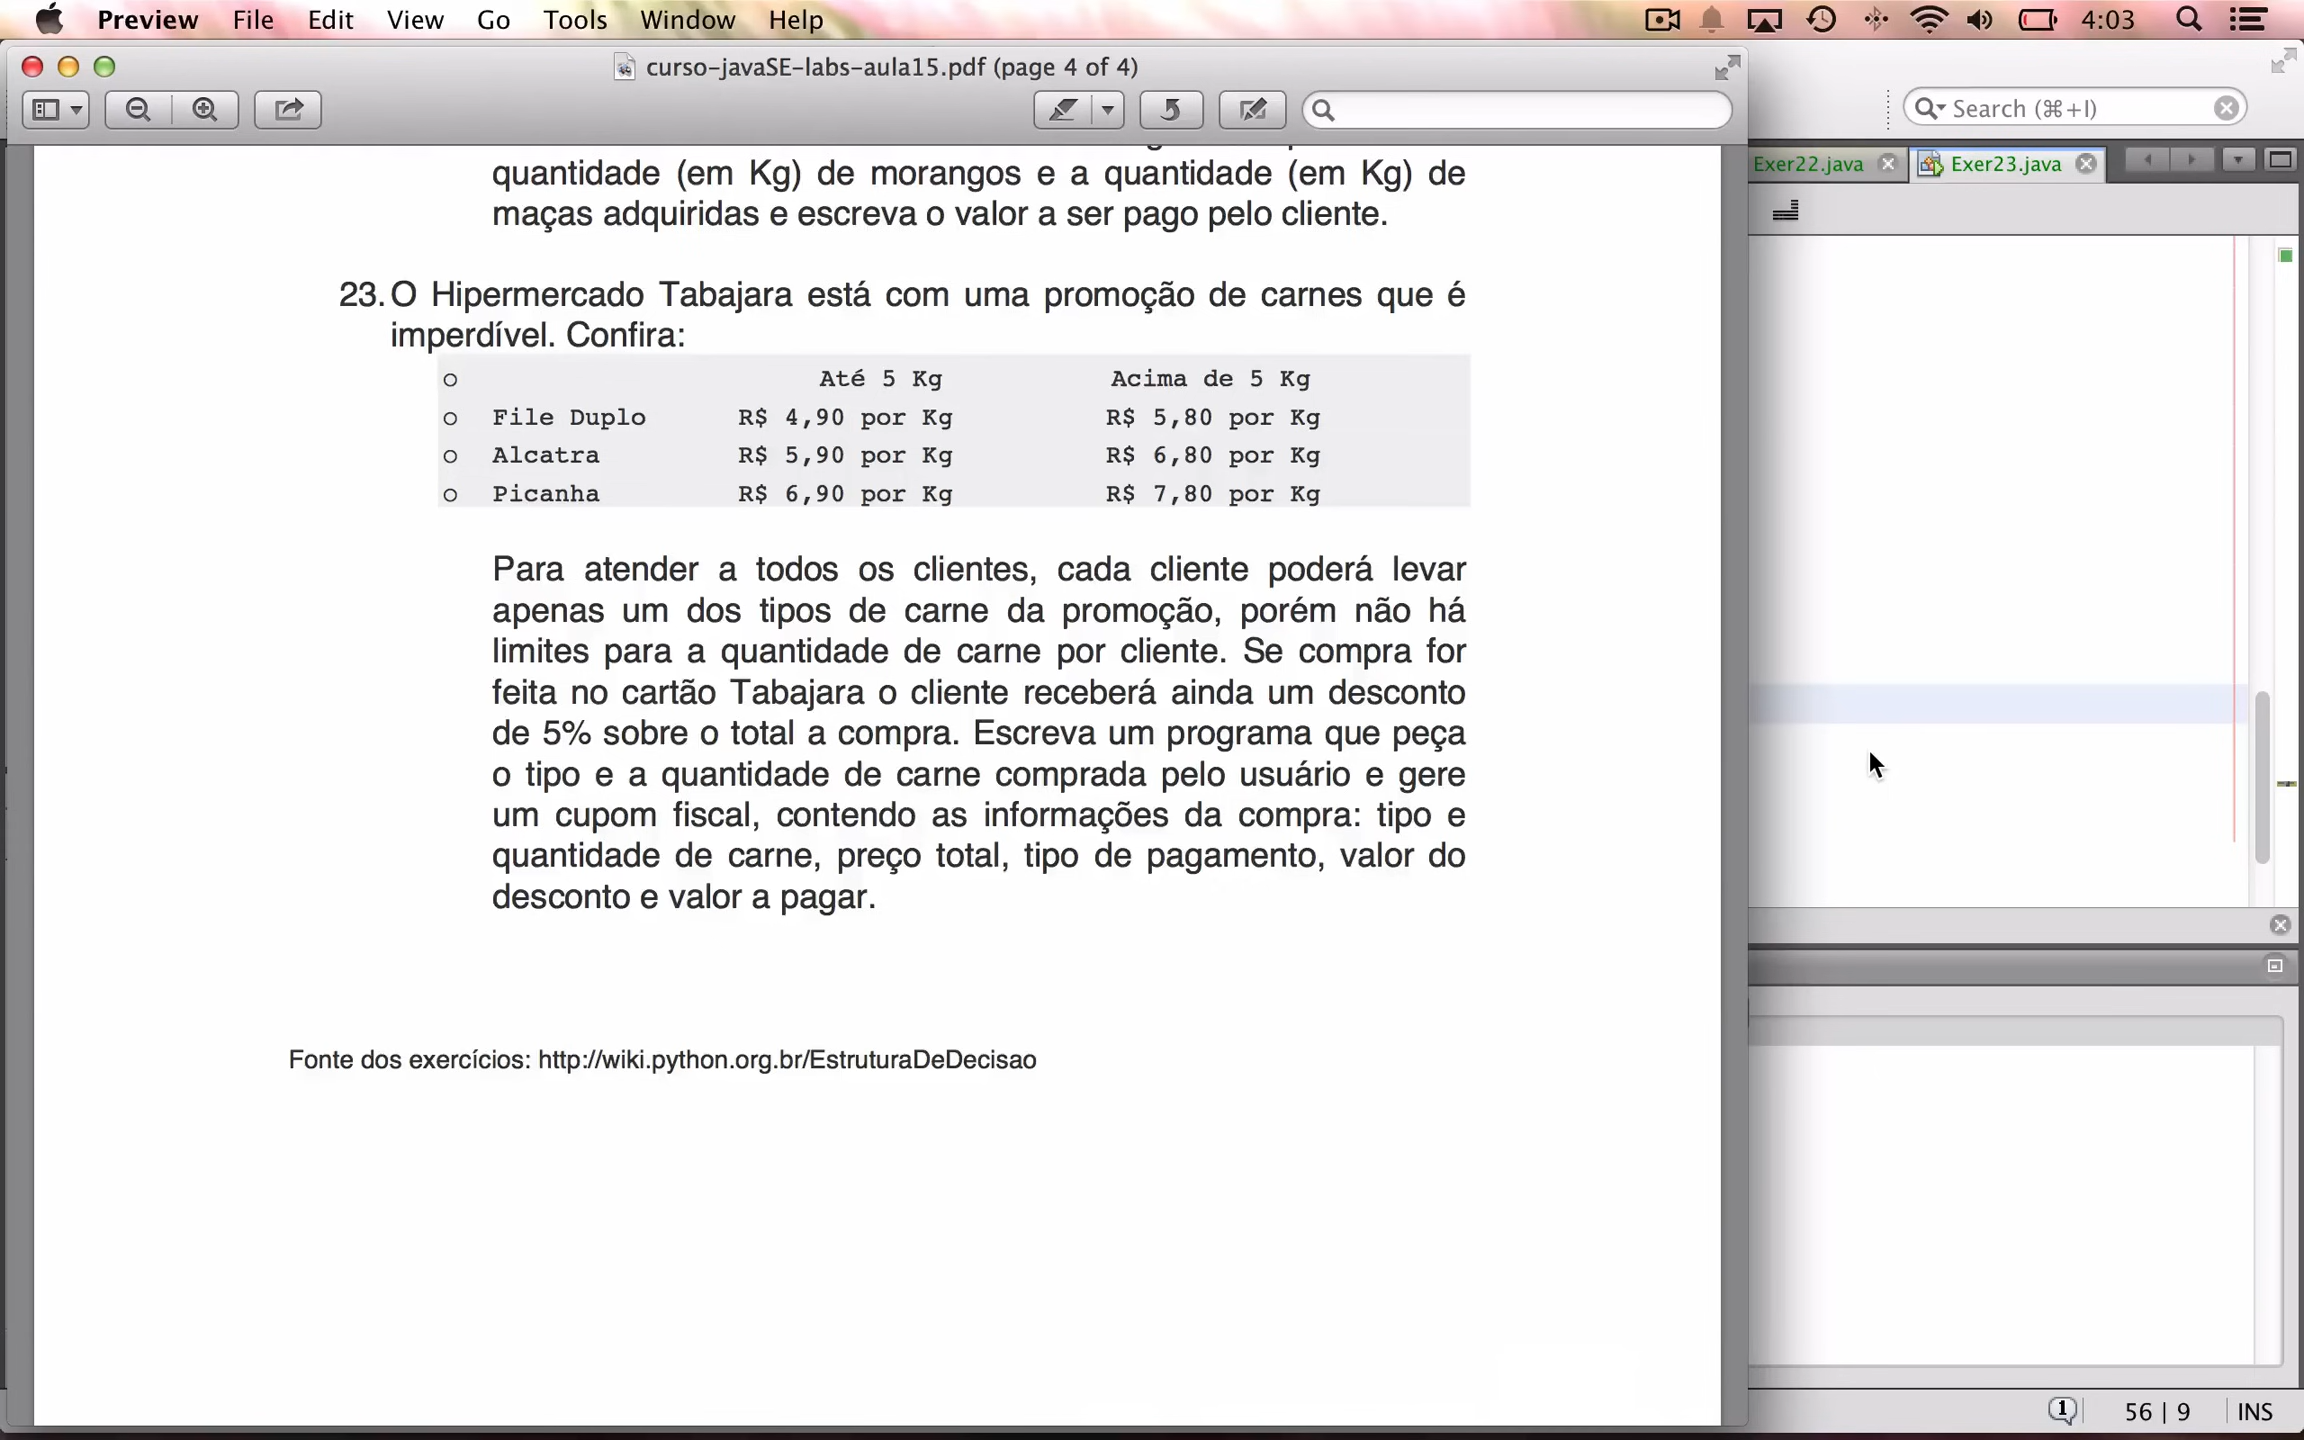 Preview File Edit View Go Tools Window Help 4:03
curso-javaSE-labs-aula15.pdf (page 4 of 4)
Search (⌘+I)
Exer22.java Exer23.java
quantidade (em Kg) de morangos e a quantidade (em Kg) de
maças adquiridas e escreva o valor a ser pago pelo cliente.
23. O Hipermercado Tabajara está com uma promoção de carnes que é
imperdível. Confira:
○ Até 5 Kg Acima de 5 Kg
○ File Duplo R$ 4,90 por Kg R$ 5,80 por Kg
○ Alcatra R$ 5,90 por Kg R$ 6,80 por Kg
○ Picanha R$ 6,90 por Kg R$ 7,80 por Kg
Para atender a todos os clientes, cada cliente poderá levar
apenas um dos tipos de carne da promoção, porém não há
limites para a quantidade de carne por cliente. Se compra for
feita no cartão Tabajara o cliente receberá ainda um desconto
de 5% sobre o total a compra. Escreva um programa que peça
o tipo e a quantidade de carne comprada pelo usuário e gere
um cupom fiscal, contendo as informações da compra: tipo e
quantidade de carne, preço total, tipo de pagamento, valor do
desconto e valor a pagar.
Fonte dos exercícios: http://wiki.python.org.br/EstruturaDeDecisao
1 56 | 9 INS